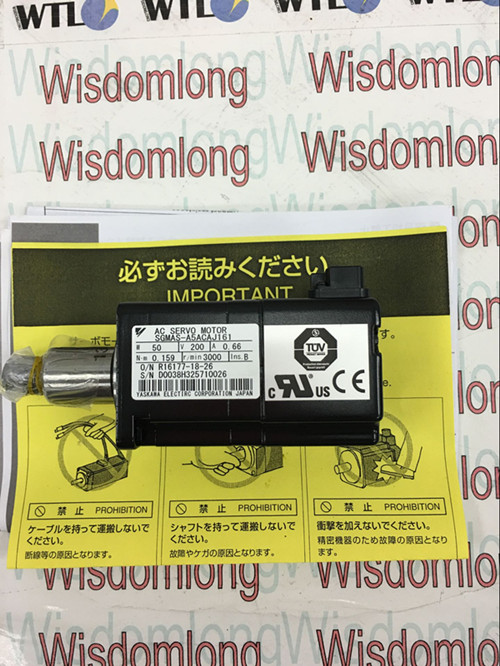 WTL WTL
Wisdomlong
Wisdomlong
Wisdomlong
必ずお読みください
IMPORTANT
AC SERVO MOTOR
SGMAS-A5ACAJ161
W 50 V 200 A 0.66
N·m 0.159 r/min 3000 Ins. B
O/N R16177-18-26
S/N D0038H325710026
YASKAWA ELECTRIC CORPORATION JAPAN
TÜV
c RU US CE
す。
禁止 PROHIBITION
ケーブルを持って運搬しないで
ください。
断線等の原因となります。
禁止 PROHIBITION
シャフトを持って運搬しないで
ください。
故障やケガの原因となります。
禁止 PROHIBITION
衝撃を加えないでください。
精密機器のため故障の原因となり
ます。
Wisdomlong
Wisdomlong